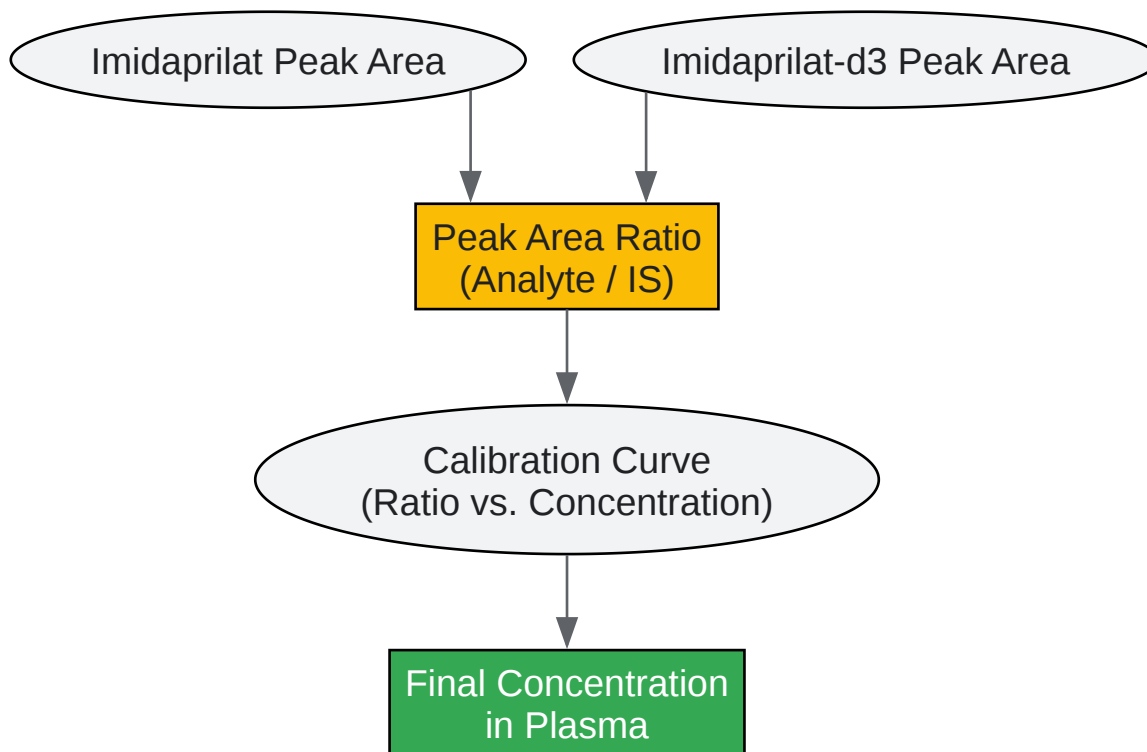 Imidaprilat Peak Area
Imidaprilat-d3 Peak Area
Peak Area Ratio
(Analyte / IS)
Calibration Curve
(Ratio vs. Concentration)
Final Concentration
in Plasma